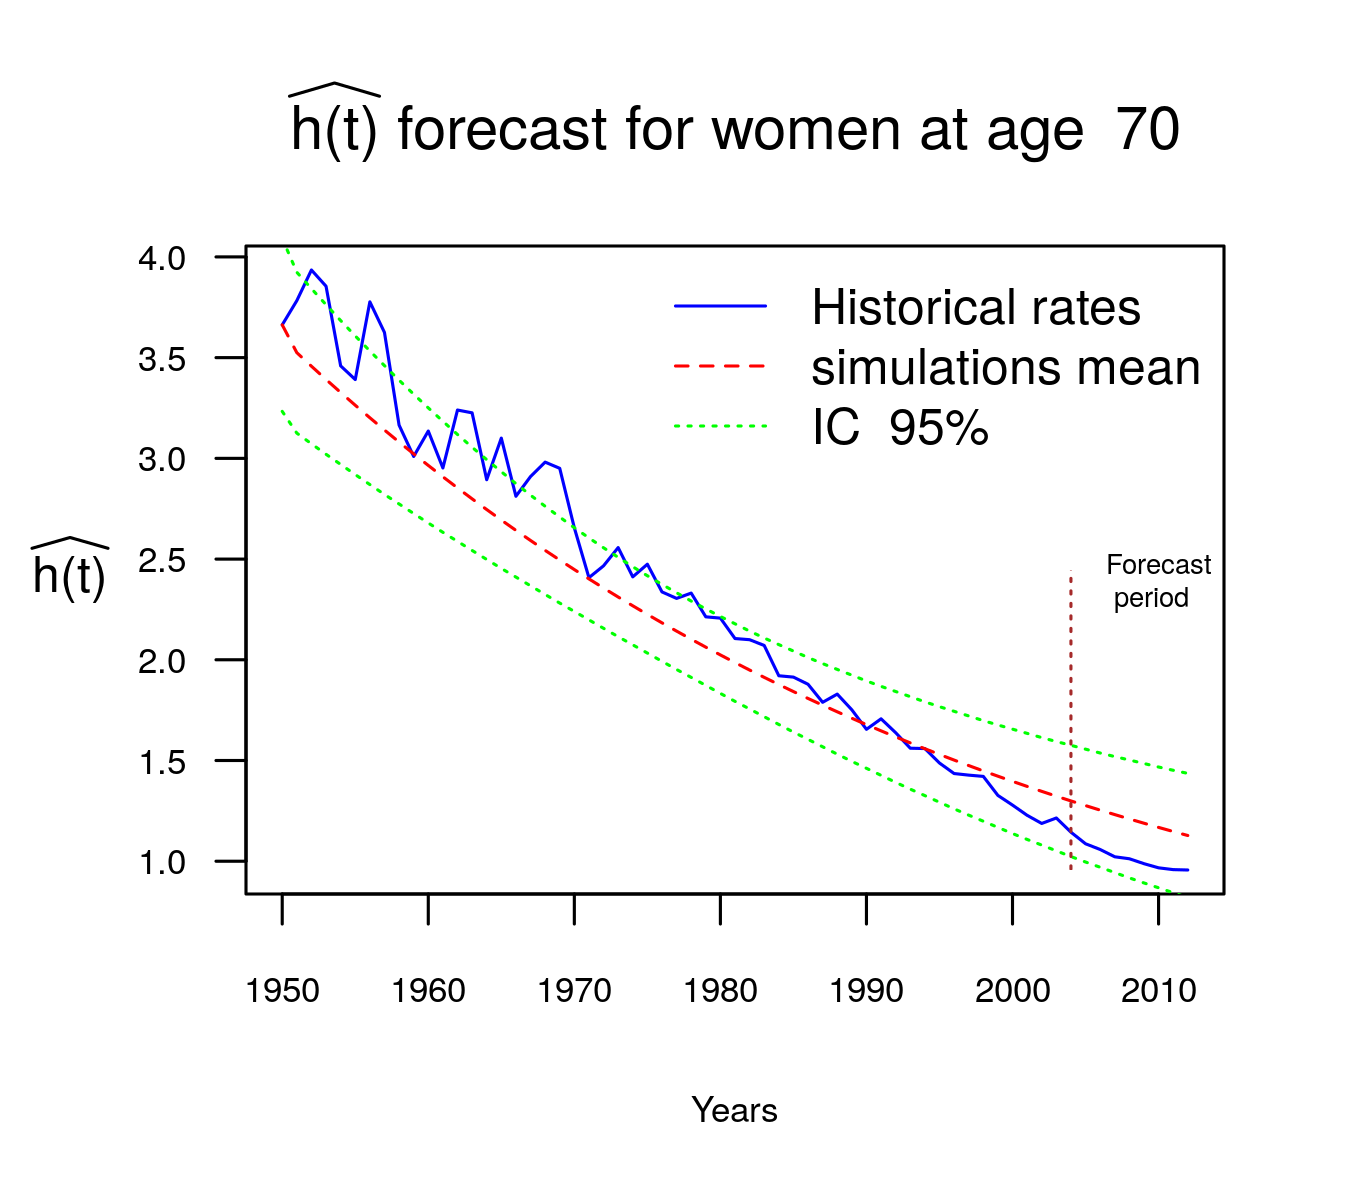 h(t) forecast for women at age 70
4.0
3.5
3.0
2.5
2.0
1.5
1.0
h(t)
Historical rates
simulations mean
IC 95%
Forecast
period
1950 1960 1970 1980 1990 2000 2010
Years